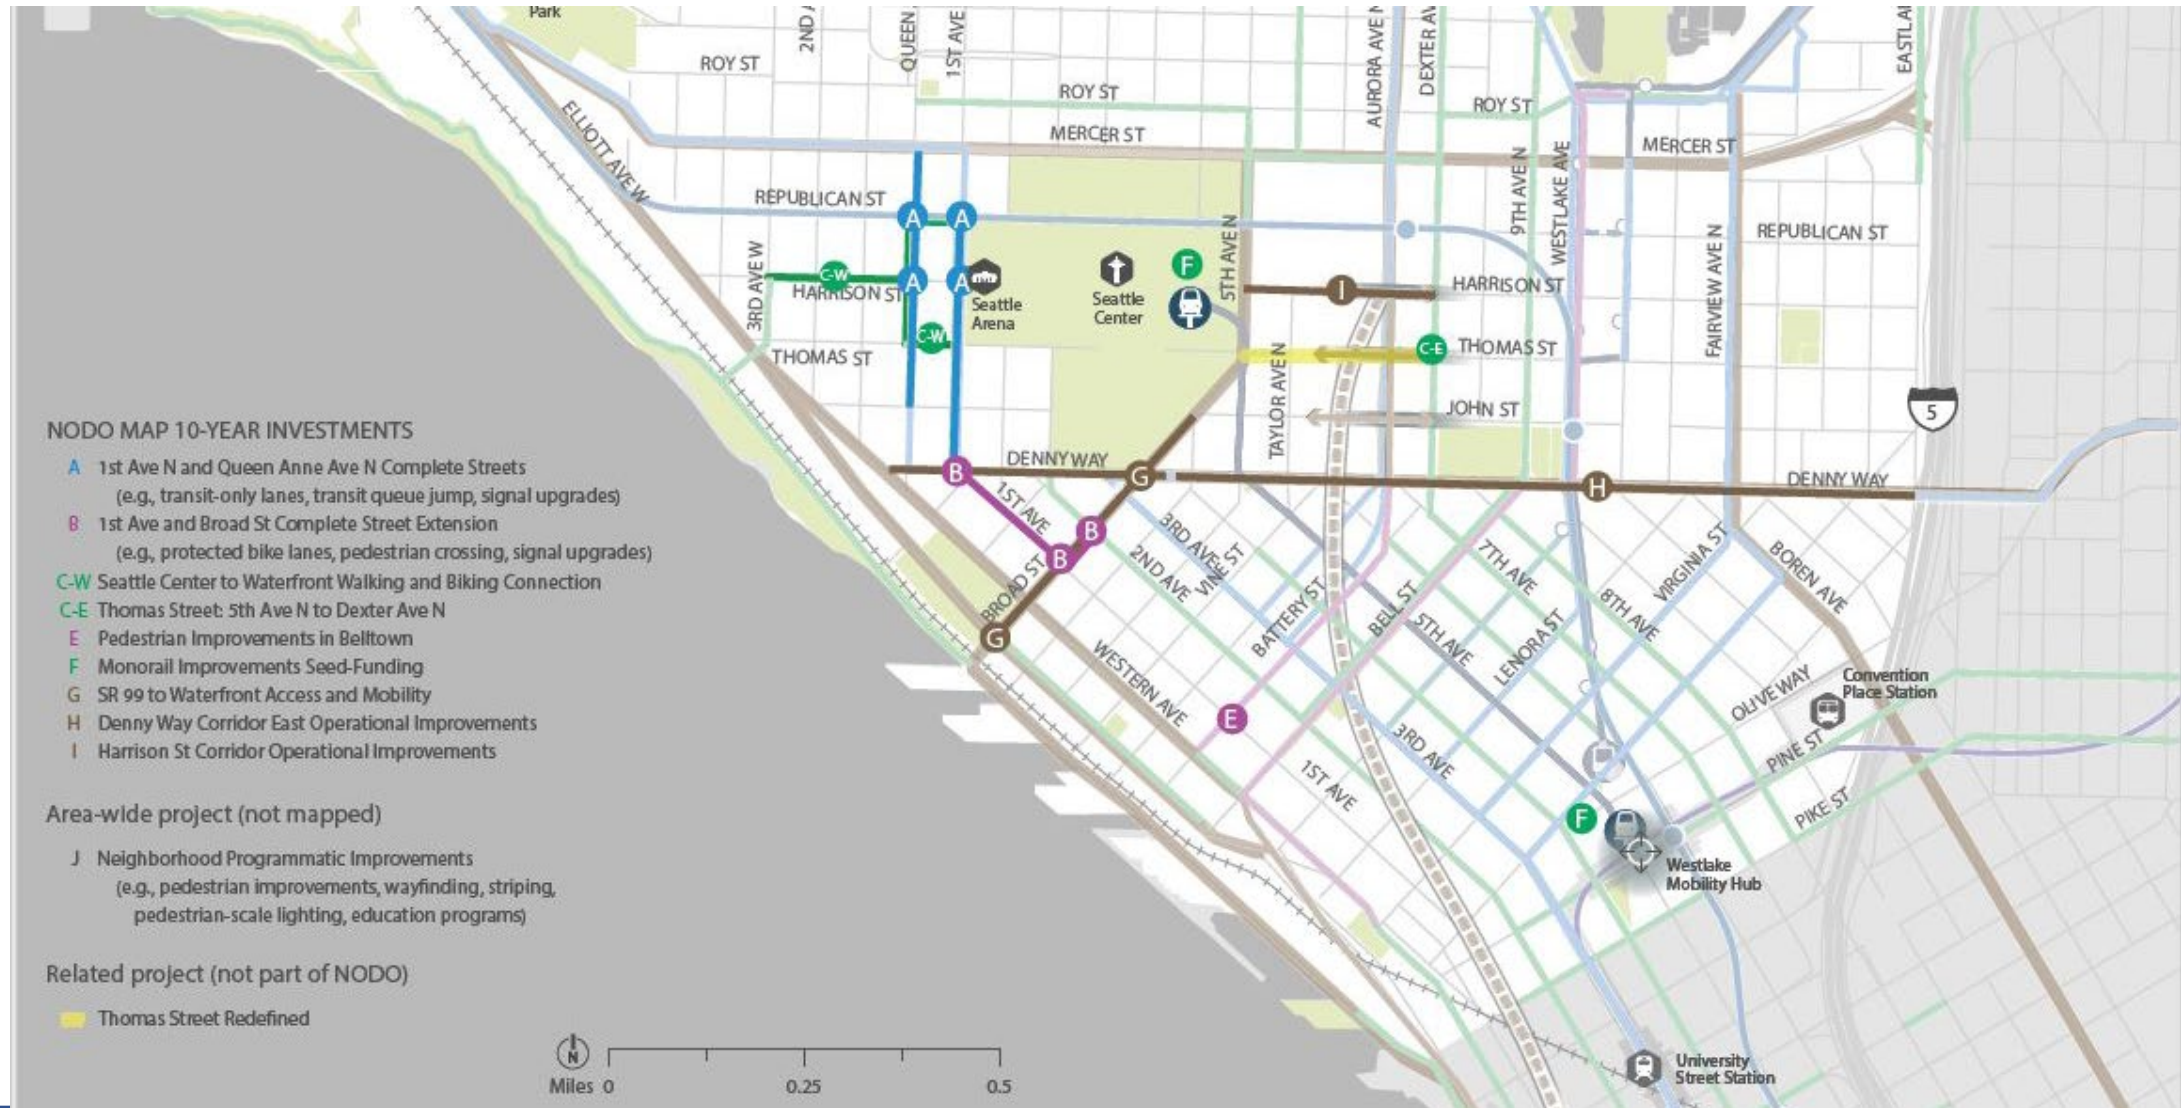 Park
2ND A
QUEEN
1ST AVE
AURORA AVE N
DEXTER AV
EASTLA
ROY ST
ROY ST
ROY ST
ELLIOTT AVE W
MERCER ST
MERCER ST
REPUBLICAN ST
A
A
9TH AVE N
WESTLAKE AVE
FAIRVIEW AVE N
REPUBLICAN ST
3RD AVE W
C-W
HARRISON ST
A
A
Seattle
Arena
Seattle
Center
F
5TH AVE N
I
HARRISON ST
C-W
THOMAS ST
TAYLOR AVE N
C-E
THOMAS ST
JOHN ST
5
B
DENNY WAY
G
H
DENNY WAY
1ST AVE
B
B
BROAD ST
G
3RD AVE
2ND AVE
VINE ST
BATTERY ST
BELL ST
7TH AVE
5TH AVE
LENORA ST
8TH AVE
VIRGINIA ST
BOREN AVE
WESTERN AVE
E
3RD AVE
1ST AVE
OLIVE WAY
Convention
Place Station
PINE ST
PIKE ST
F
Westlake
Mobility Hub
University
Street Station
NODO MAP 10-YEAR INVESTMENTS
A 1st Ave N and Queen Anne Ave N Complete Streets
(e.g., transit-only lanes, transit queue jump, signal upgrades)
B 1st Ave and Broad St Complete Street Extension
(e.g., protected bike lanes, pedestrian crossing, signal upgrades)
C-W Seattle Center to Waterfront Walking and Biking Connection
C-E Thomas Street: 5th Ave N to Dexter Ave N
E Pedestrian Improvements in Belltown
F Monorail Improvements Seed-Funding
G SR 99 to Waterfront Access and Mobility
H Denny Way Corridor East Operational Improvements
I Harrison St Corridor Operational Improvements
Area-wide project (not mapped)
J Neighborhood Programmatic Improvements
(e.g., pedestrian improvements, wayfinding, striping,
pedestrian-scale lighting, education programs)
Related project (not part of NODO)
Thomas Street Redefined
N
Miles 0 0.25 0.5